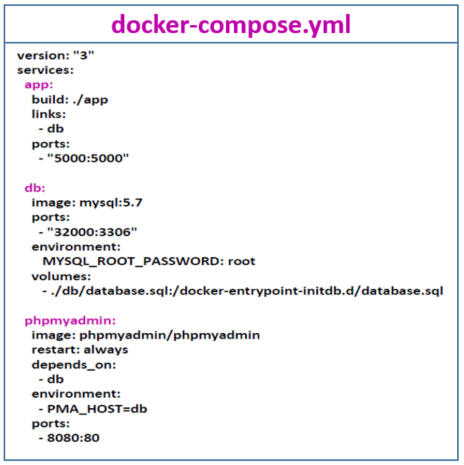 docker-compose.yml
version: "3"
services:
app:
build: ./app
links:
- db
ports:
- "5000:5000"
db:
image: mysql:5.7
ports:
- "32000:3306"
environment:
MYSQL_ROOT_PASSWORD: root
volumes:
- ./db/database.sql:/docker-entrypoint-initdb.d/database.sql
phpmyadmin:
image: phpmyadmin/phpmyadmin
restart: always
depends_on:
- db
environment:
- PMA_HOST=db
ports:
- 8080:80